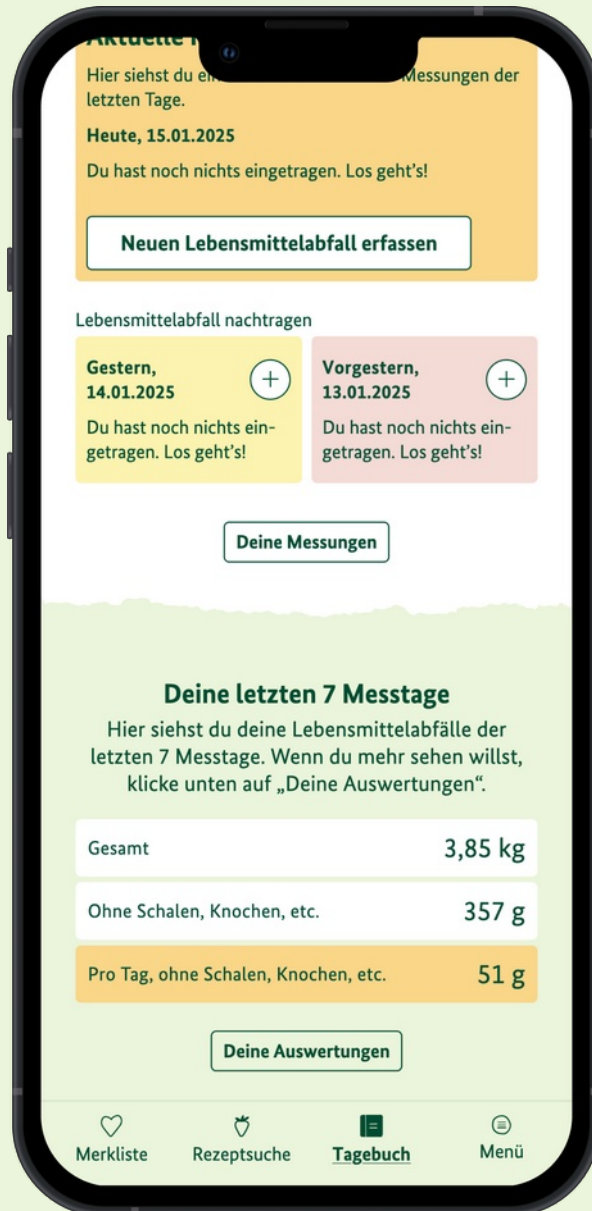 Aktuelle
Hier siehst du Messungen der
letzten Tage.
Heute, 15.01.2025
Du hast noch nichts eingetragen. Los geht's!
Neuen Lebensmittelabfall erfassen
Lebensmittelabfall nachtragen
Gestern,
14.01.2025
Du hast noch nichts ein-
getragen. Los geht's!
Vorgestern,
13.01.2025
Du hast noch nichts ein-
getragen. Los geht's!
Deine Messungen
Deine letzten 7 Messtage
Hier siehst du deine Lebensmittelabfälle der
letzten 7 Messtage. Wenn du mehr sehen willst,
klicke unten auf „Deine Auswertungen“.
Gesamt 3,85 kg
Ohne Schalen, Knochen, etc. 357 g
Pro Tag, ohne Schalen, Knochen, etc. 51 g
Deine Auswertungen
Merkliste Rezeptsuche Tagebuch Menü